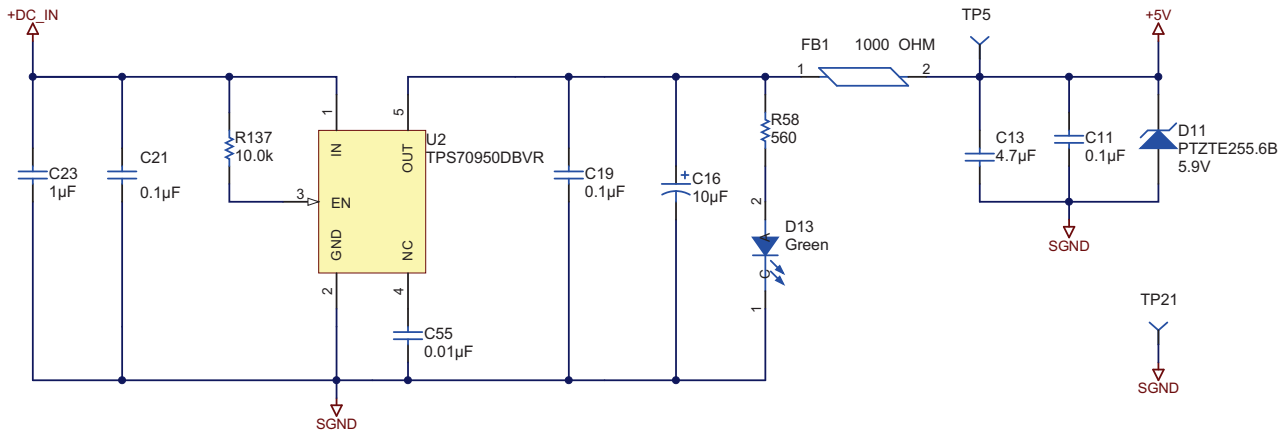 +DC_IN
TP5
+5V
FB1 1000 OHM
1 2
1 5
R137
10.0k
U2
TPS70950DBVR
IN OUT
R58
560
C23
1µF
C21
0.1µF
3 EN
GND NC
C19
0.1µF
C16
+
10µF
C13
4.7µF
C11
0.1µF
D11
PTZTE255.6B
5.9V
2
A
D13
Green
C
1
SGND
2 4
C55
0.01µF
TP21
SGND
SGND